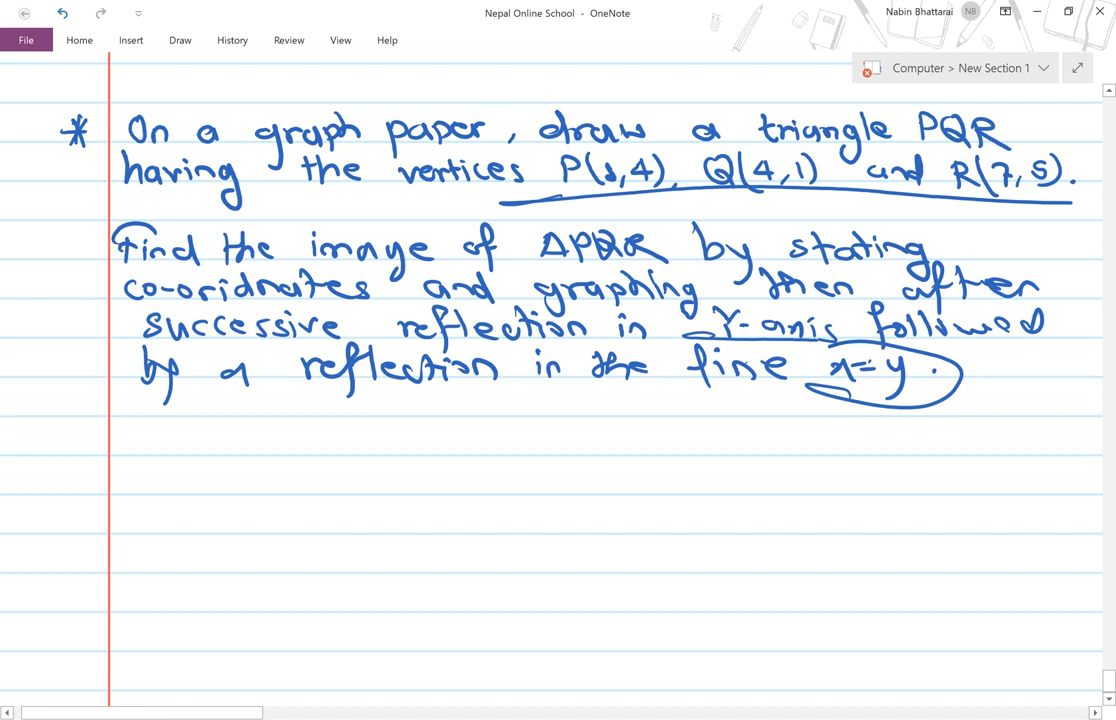 Nepal Online School - OneNote
Nabin Bhattarai NB
File Home Insert Draw History Review View Help
Computer > New Section 1
* On a graph paper, draw a triangle PQR
having the vertices P(1,4), Q(4,1) and R(7,5).
Find the image of ΔPQR by stating
co-oridnates and graphing then after
successive reflection in Y-axis followed
by a reflection in the line x=y.